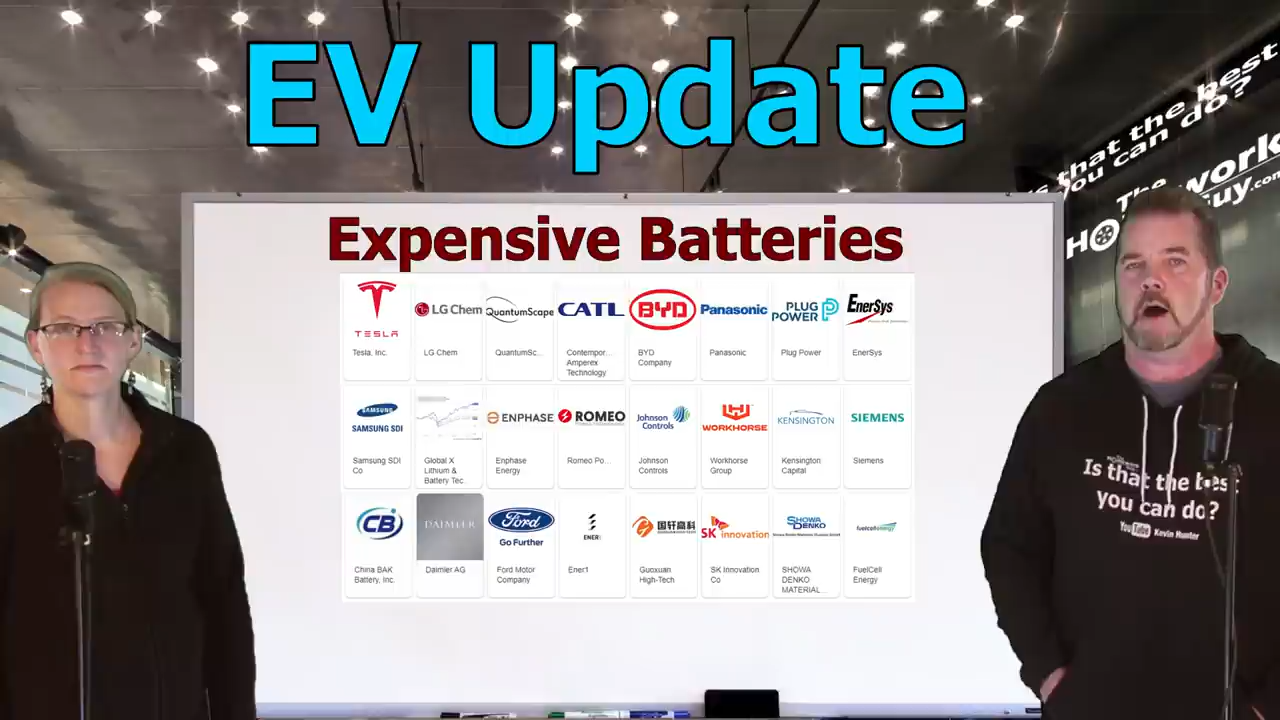 EV Update
Is that the best
you can do?
The
HO work
Guy.com
Expensive Batteries
TESLA
LG Chem
QuantumScape
CATL
BYD
Panasonic
PLUG
POWER
EnerSys
Tesla, Inc.
LG Chem
QuantumSc...
Contempor...
Amperex
Technology
BYD
Company
Panasonic
Plug Power
EnerSys
SAMSUNG
SAMSUNG SDI
ENPHASE
ROMEO
Johnson
Controls
WORKHORSE
KENSINGTON
SIEMENS
Samsung SDI
Co
Global X
Lithium &
Battery Tec...
Enphase
Energy
Romeo Po...
Johnson
Controls
Workhorse
Group
Kensington
Capital
Siemens
CB
DAIMLER
Ford
Go Further
ENER1
国轩高科
SK innovation
SHOWA
DENKO
fuelcellenergy
China BAK
Battery, Inc.
Daimler AG
Ford Motor
Company
Ener1
Guoxuan
High-Tech
SK Innovation
Co
SHOWA
DENKO
MATERIAL...
FuelCell
Energy
Is that the best
you can do?
YouTube Kevin Hunter